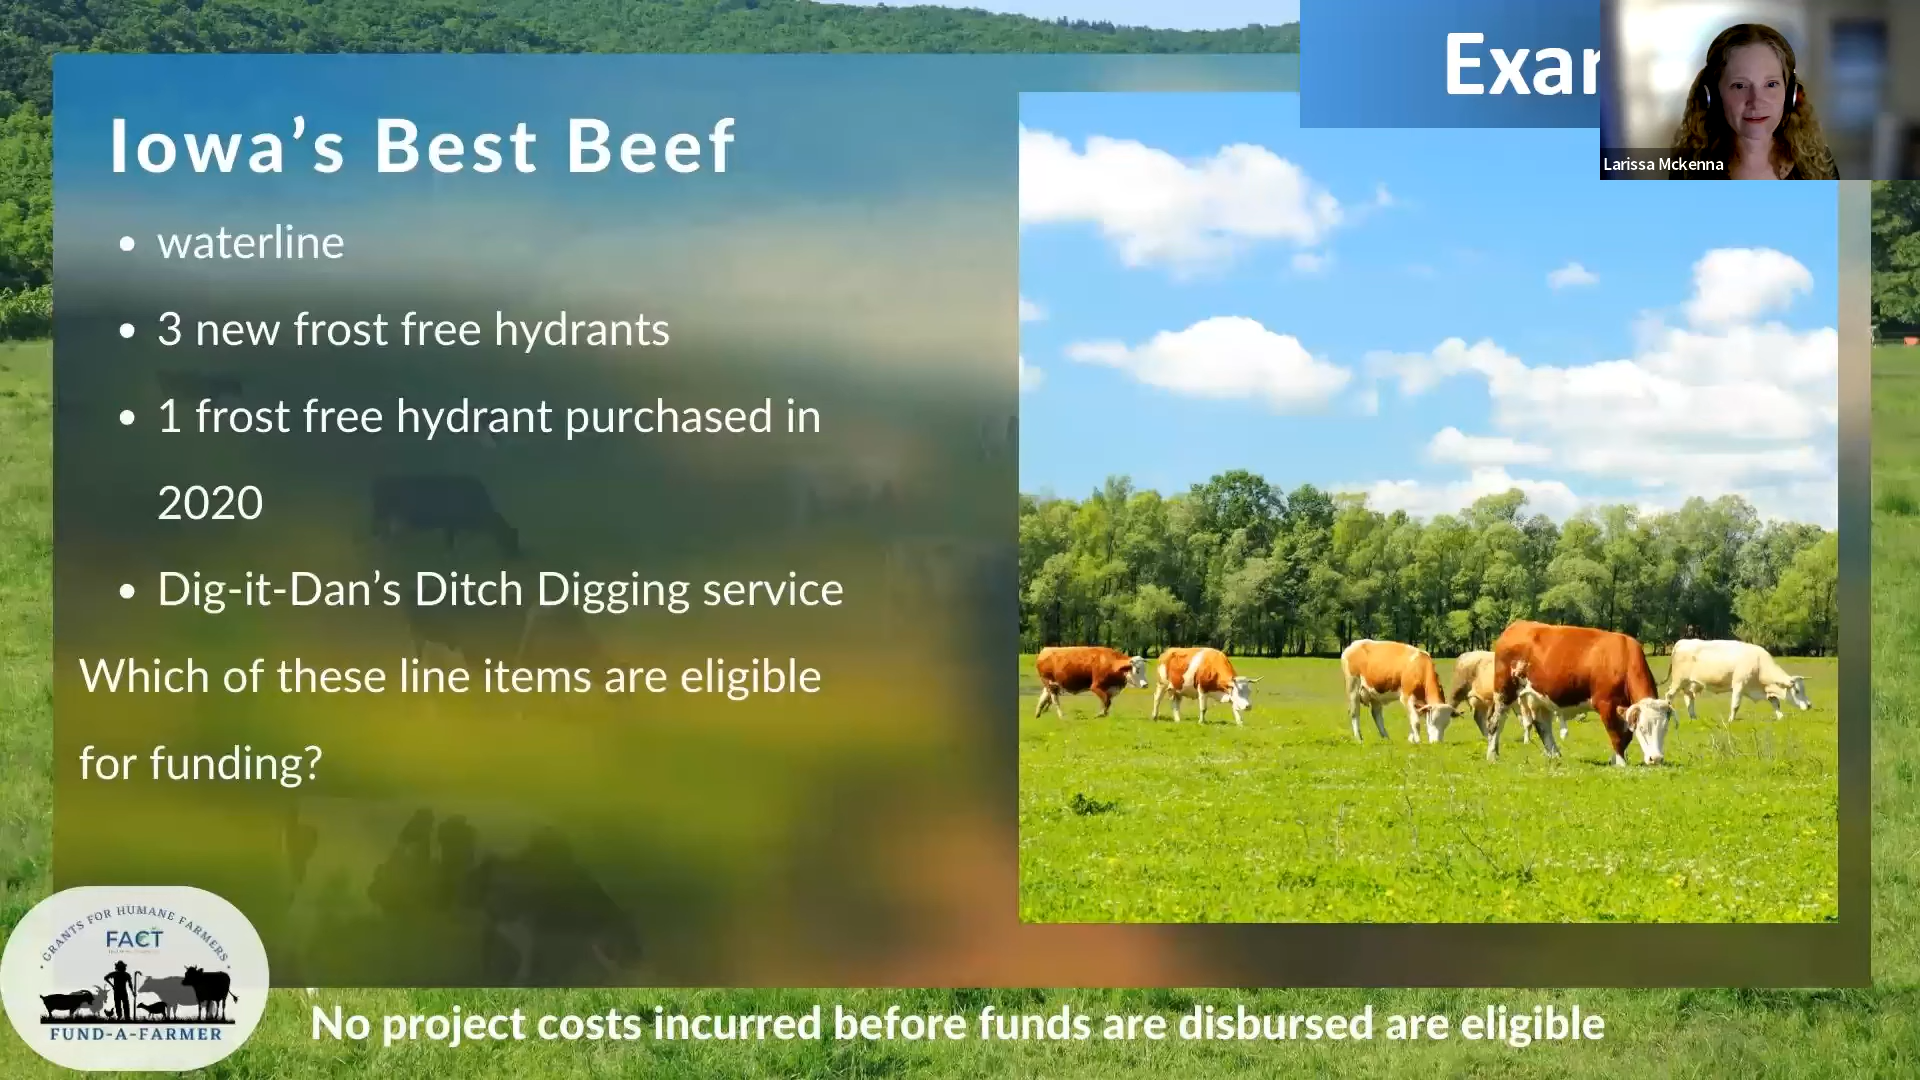 Exa
Larissa Mckenna
Iowa’s Best Beef
• waterline
• 3 new frost free hydrants
• 1 frost free hydrant purchased in
2020
• Dig-it-Dan’s Ditch Digging service
Which of these line items are eligible
for funding?
GRANTS FOR HUMANE FARMERS
FACT
FUND-A-FARMER
No project costs incurred before funds are disbursed are eligible